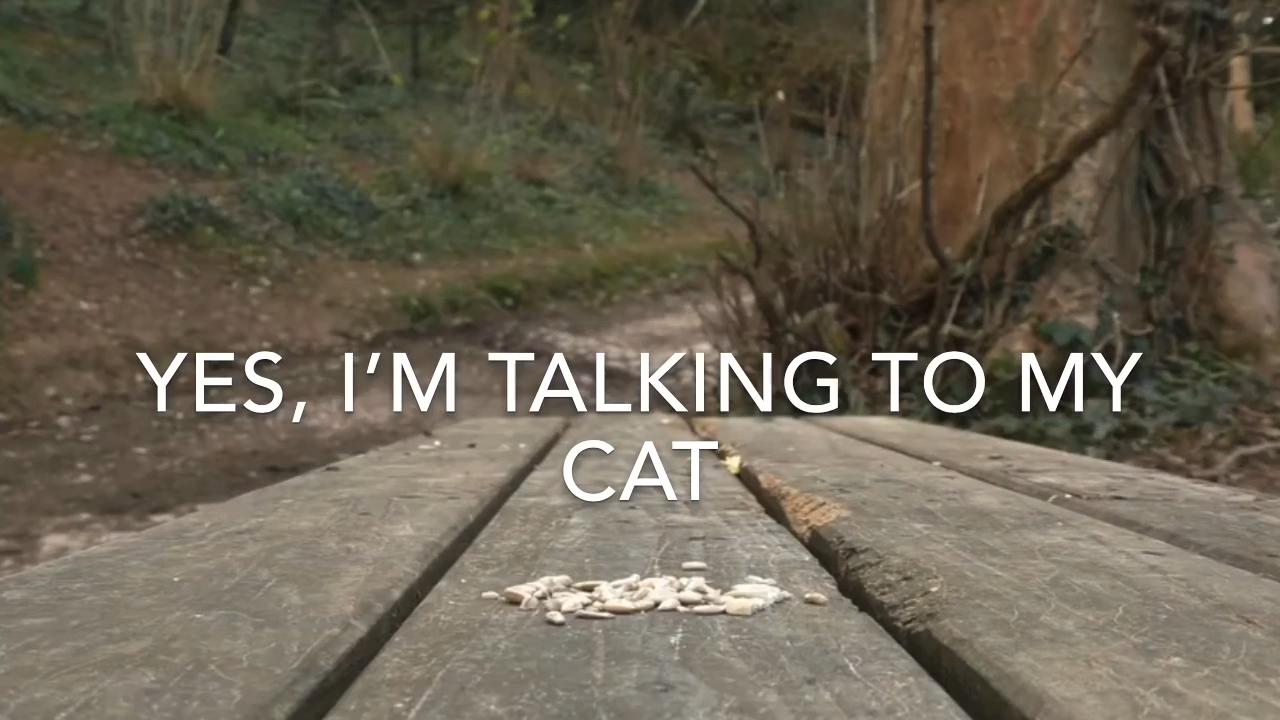 YES, I’M TALKING TO MY
CAT